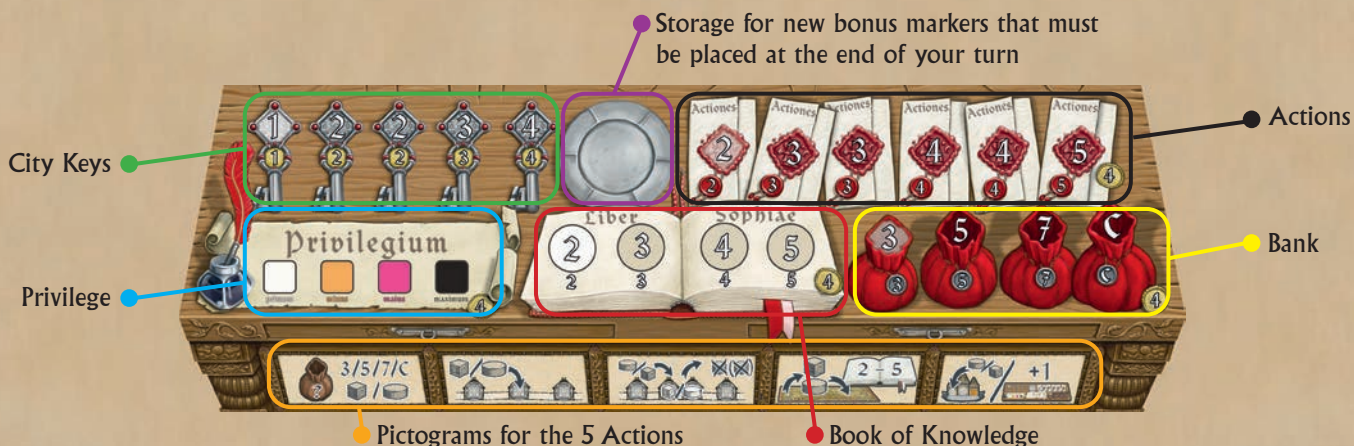 Storage for new bonus markers that must
be placed at the end of your turn
Actions
City Keys
1 2 2 3 4
1 2 2 3 4
Actiones Actiones Actiones Actiones Actiones Actiones
2 3 3 4 4 5
2 3 3 4 4 5 4
Privilege
Privilegium
primus orinus maius maximum
4
Liber Sophiae
2 3 4 5
2 3 4 5 4
Bank
3 5 7 C
3 5 7 C 4
3/5/7/C
?
2 - 5
+1
Pictograms for the 5 Actions
Book of Knowledge